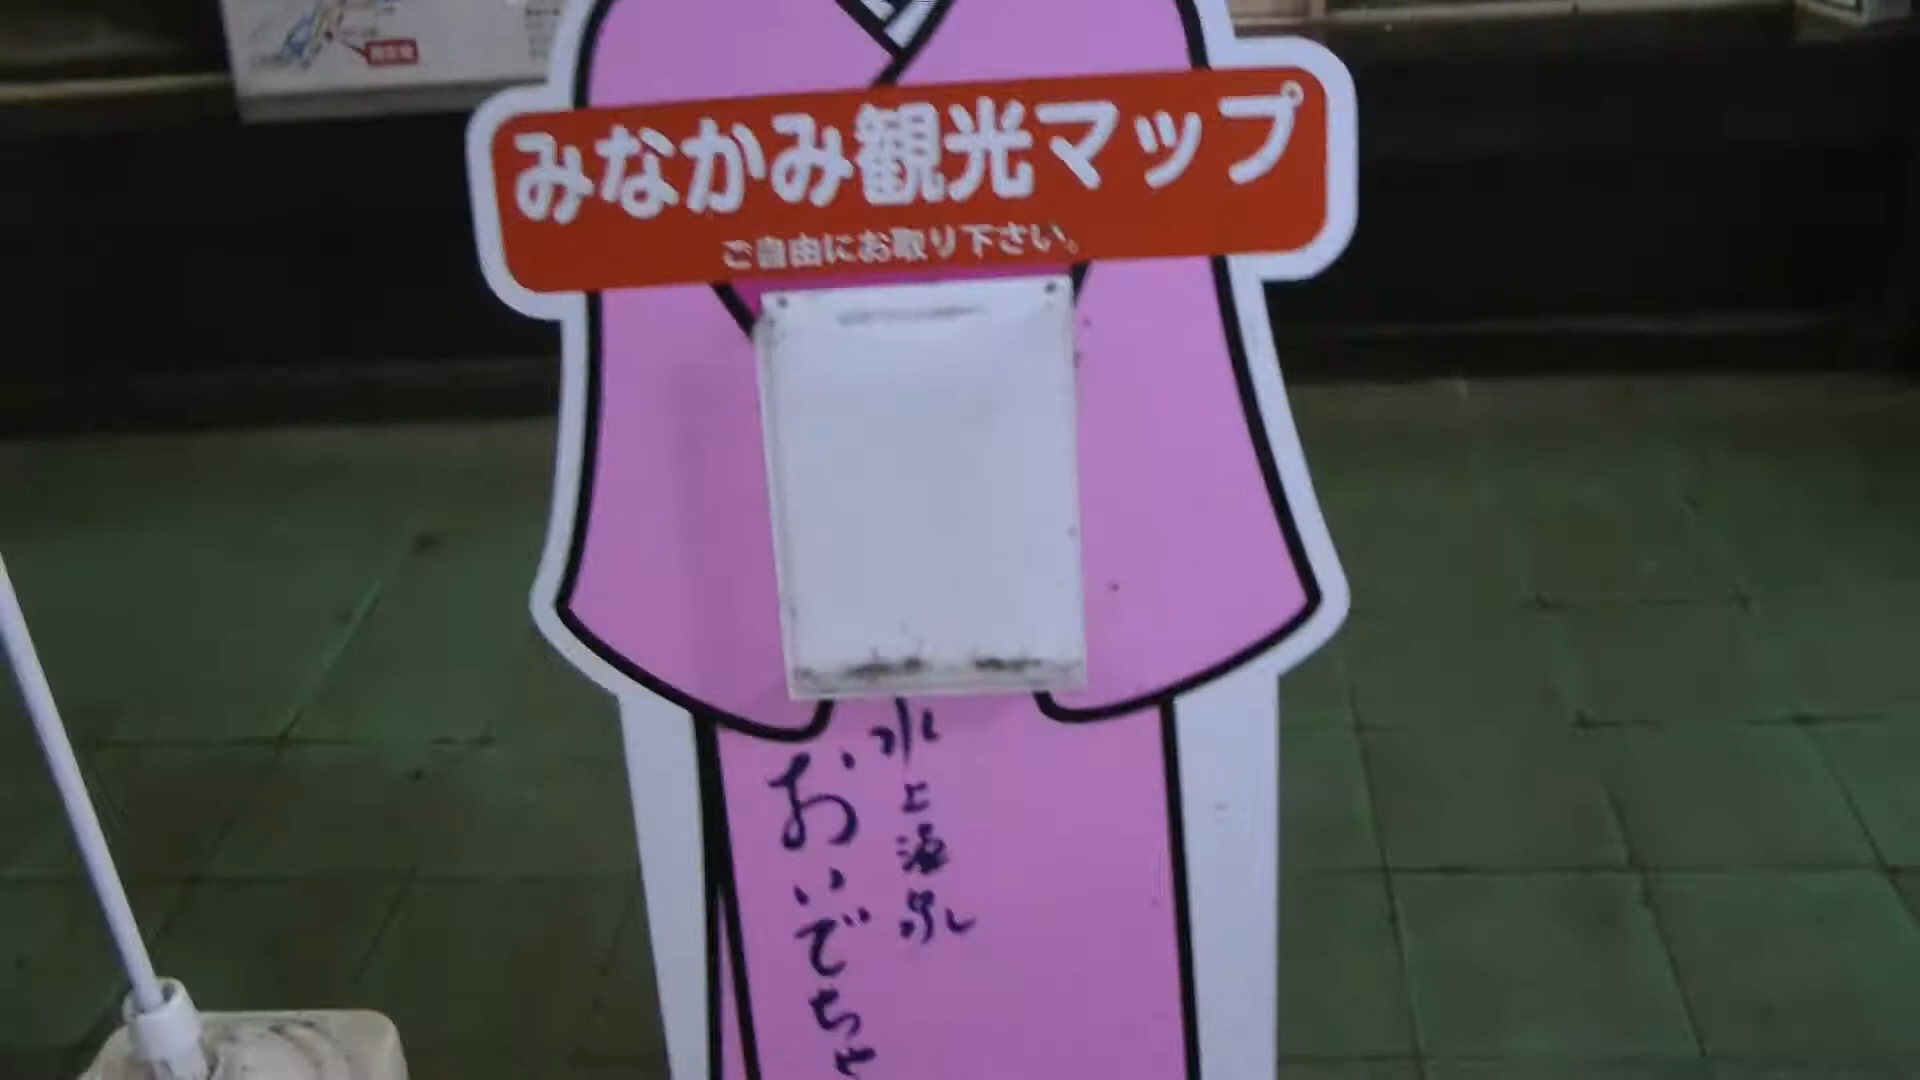 みなかみ観光マップ
ご自由にお取り下さい。
水上温泉
おいでちゃ